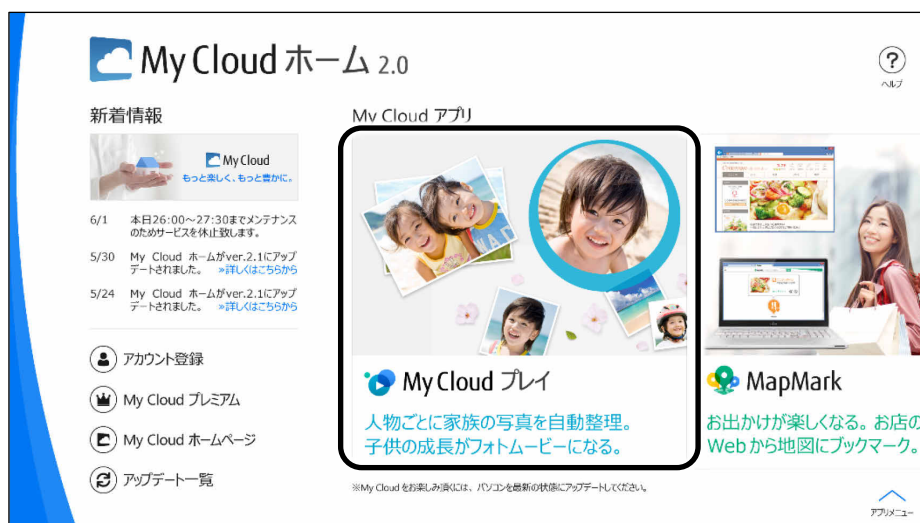 My Cloud ホーム 2.0
ヘルプ
新着情報
My Cloud
もっと楽しく、もっと豊かに。
6/1 本日26:00～27:30までメンテナンス
のためサービスを休止致します。
5/30 My Cloud ホームがver.2.1にアップ
デートされました。 »詳しくはこちらから
5/24 My Cloud ホームがver.2.1にアップ
デートされました。 »詳しくはこちらから
アカウント登録
My Cloud プレミアム
My Cloud ホームページ
アップデート一覧
My Cloud アプリ
My Cloud プレイ
人物ごとに家族の写真を自動整理。
子供の成長がフォトムービーになる。
MapMark
お出かけが楽しくなる。お店の
Webから地図にブックマーク。
※My Cloud をお楽しみ頂くには、パソコンを最新の状態にアップデートしてください。
アプリメニュー